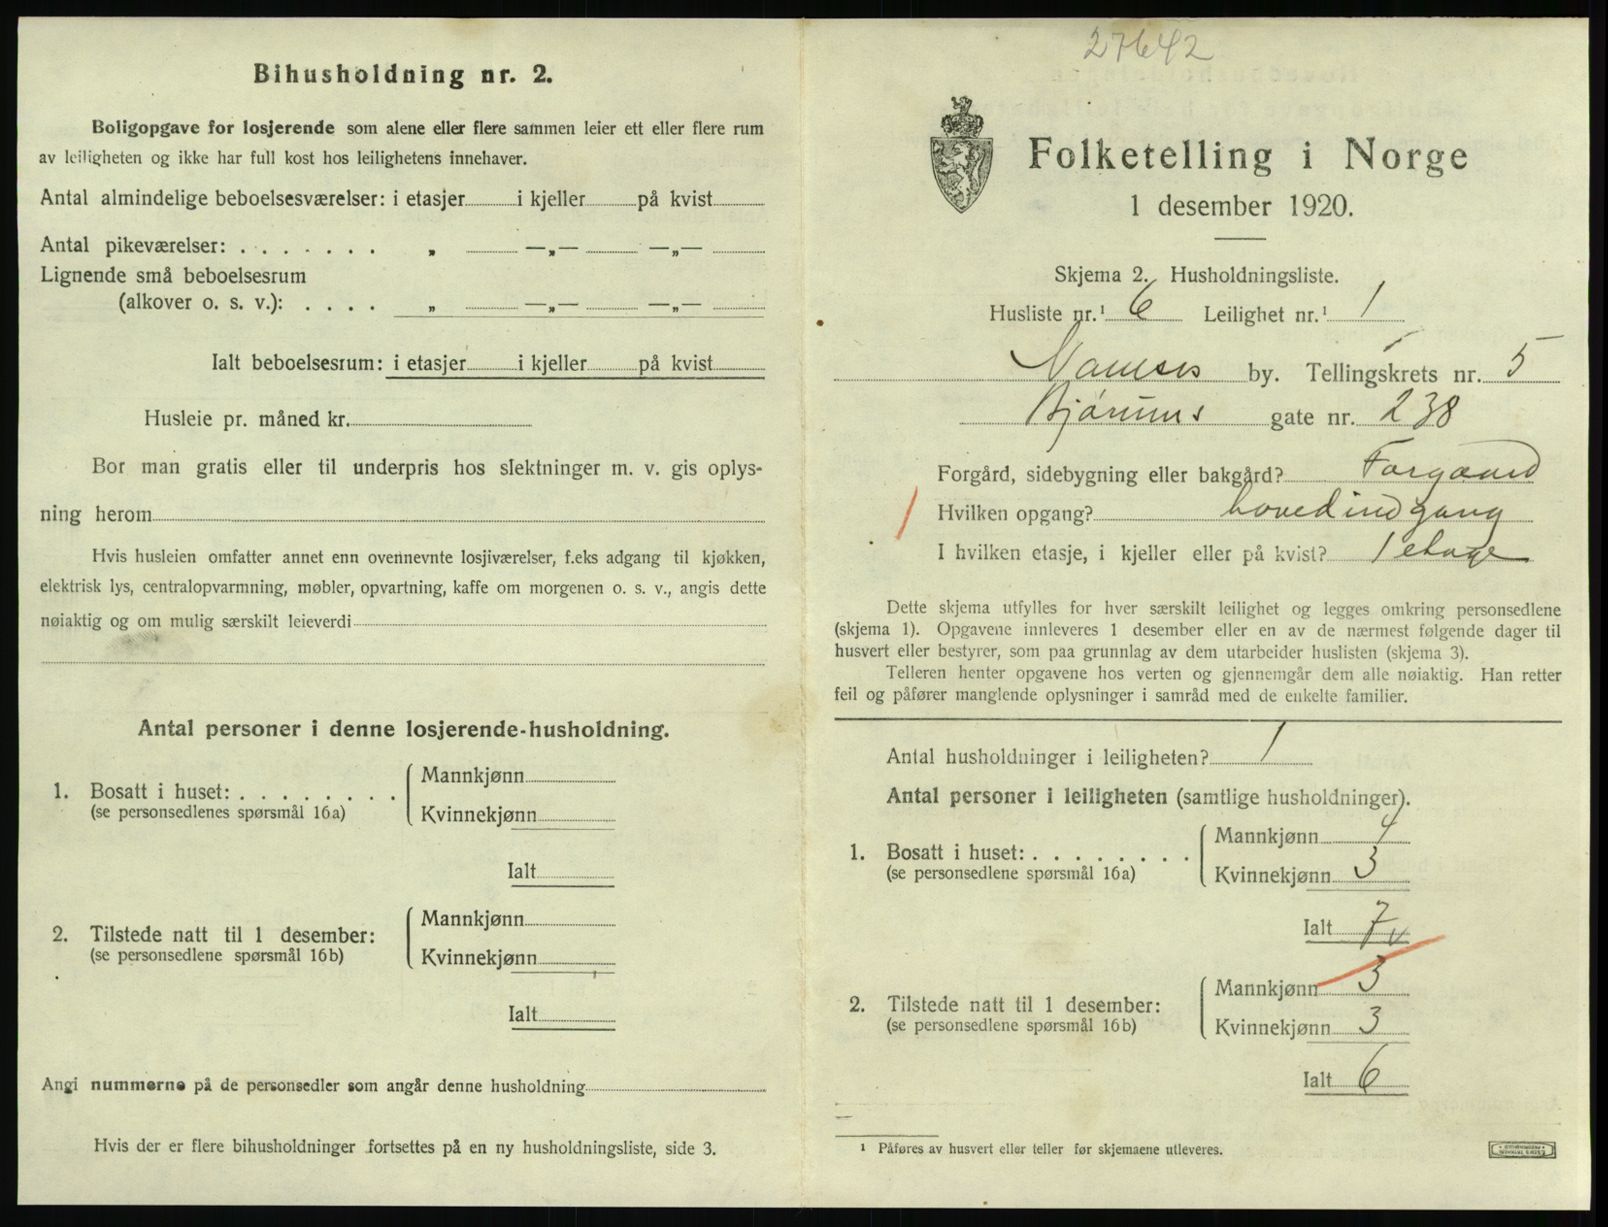 Bihusholdning nr. 2.
Boligopgave for losjerende som alene eller flere sammen leier ett eller flere rum
av leiligheten og ikke har full kost hos leilighetens innehaver.
Antal almindelige beboelsesværelser: i etasjer i kjeller på kvist
Antal pikeværelser: . . . . . . . „ —„— —„—
Lignende små beboelsesrum
(alkover o. s. v.): . . . . „ —„— —„—
Ialt beboelsesrum: i etasjer i kjeller på kvist
Husleie pr. måned kr.
Bor man gratis eller til underpris hos slektninger m. v. gis oplys-
ning herom
Hvis husleien omfatter annet enn ovennevnte losjiværelser, f.eks adgang til kjøkken,
elektrisk lys, centralopvarmning, møbler, opvartning, kaffe om morgenen o. s. v., angis dette
nøiaktig og om mulig særskilt leieverdi
Antal personer i denne losjerende-husholdning.
1. Bosatt i huset: . . . . . . . .
(se personsedlenes spørsmål 16a)
Mannkjønn
Kvinnekjønn
Ialt
2. Tilstede natt til 1 desember:
(se personsedlene spørsmål 16b)
Mannkjønn
Kvinnekjønn
Ialt
Angi nummerne på de personsedler som angår denne husholdning
Hvis der er flere bihusholdninger fortsettes på en ny husholdningsliste, side 3.
27642
Folketelling i Norge
1 desember 1920.
Skjema 2. Husholdningsliste.
Husliste nr.¹ 6 Leilighet nr.¹ 1
Namsos by. Tellingskrets nr. 5
Bjørums gate nr. 238
Forgård, sidebygning eller bakgård? Forgaard
Hvilken opgang? hovedindgang
I hvilken etasje, i kjeller eller på kvist? 1 etage
Dette skjema utfylles for hver særskilt leilighet og legges omkring personsedlene
(skjema 1). Opgavene innleveres 1 desember eller en av de nærmest følgende dager til
husvert eller bestyrer, som paa grunnlag av dem utarbeider huslisten (skjema 3).
Telleren henter opgavene hos verten og gjennemgår dem alle nøiaktig. Han retter
feil og påfører manglende oplysninger i samråd med de enkelte familier.
Antal husholdninger i leiligheten? 1
Antal personer i leiligheten (samtlige husholdninger).
1. Bosatt i huset: . . . . . . . .
(se personsedlene spørsmål 16a)
Mannkjønn 4
Kvinnekjønn 3
Ialt 7 v
2. Tilstede natt til 1 desember:
(se personsedlene spørsmål 16b)
Mannkjønn 3
Kvinnekjønn 3
Ialt 6
¹ Påføres av husvert eller teller før skjemaene utleveres.